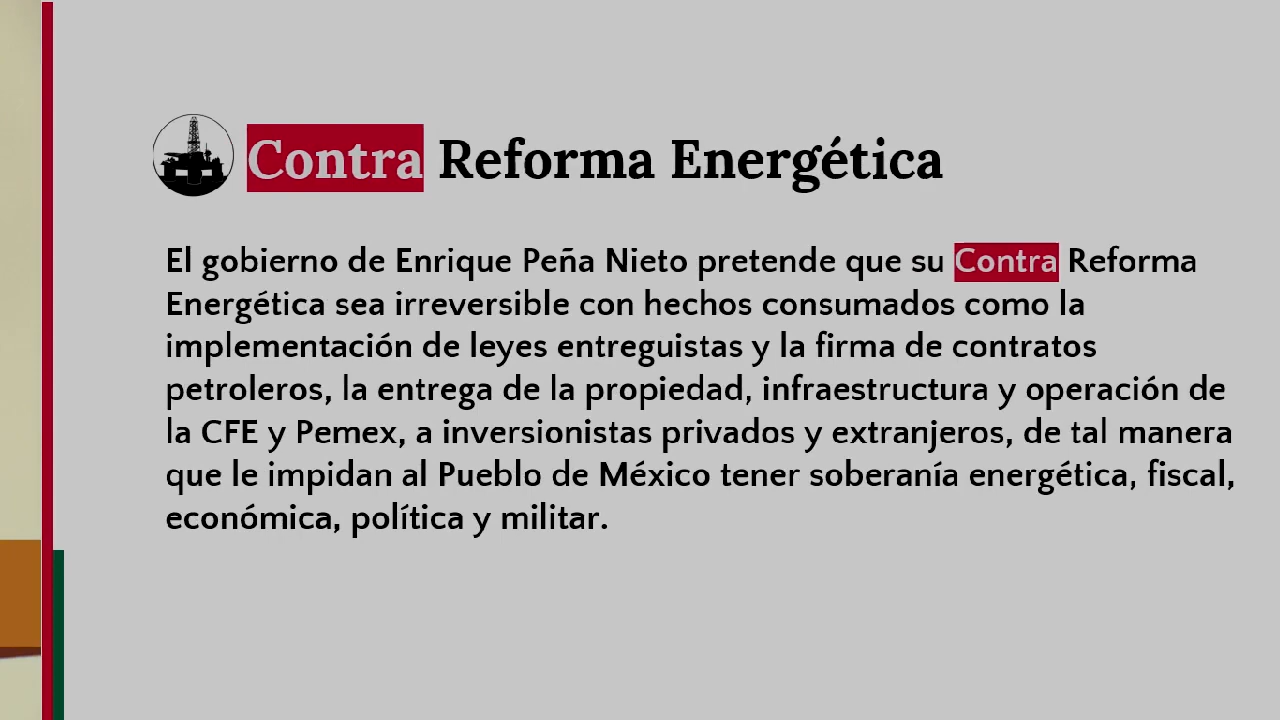 Contra Reforma Energética
El gobierno de Enrique Peña Nieto pretende que su Contra Reforma
Energética sea irreversible con hechos consumados como la
implementación de leyes entreguistas y la firma de contratos
petroleros, la entrega de la propiedad, infraestructura y operación de
la CFE y Pemex, a inversionistas privados y extranjeros, de tal manera
que le impidan al Pueblo de México tener soberanía energética, fiscal,
económica, política y militar.